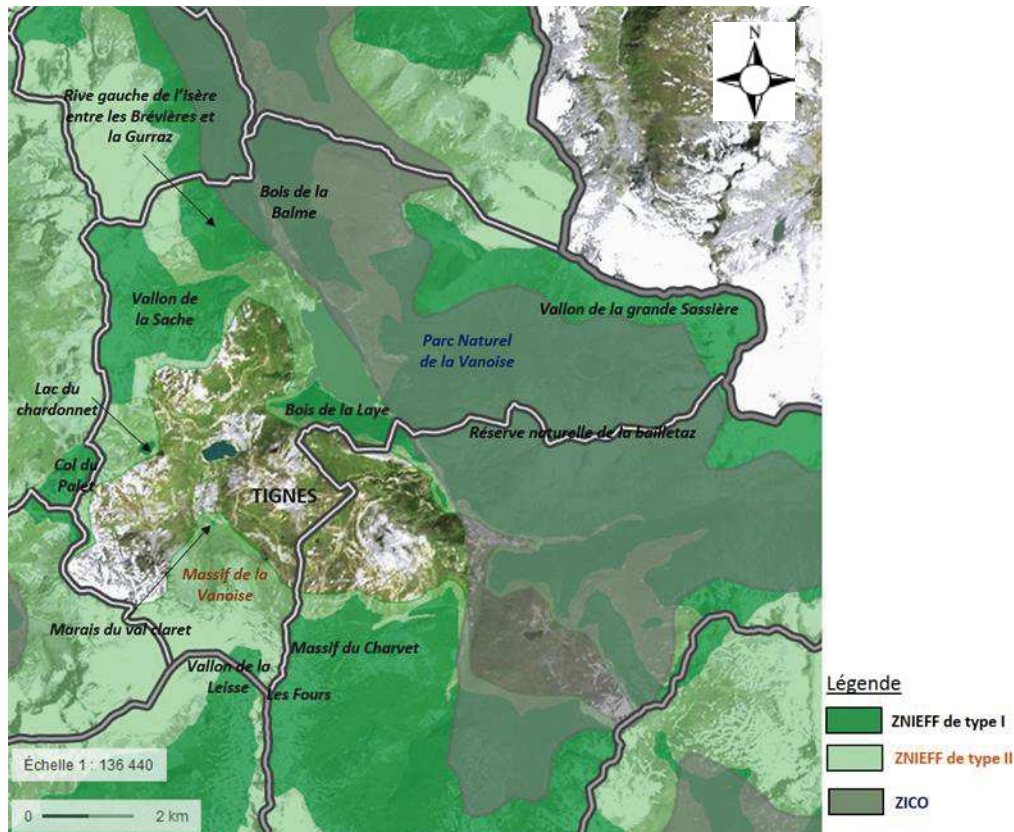 N
Rive gauche de l'Isère
entre les Brévières et
la Gurraz
Bois de la
Balme
Vallon de
la Sache
Vallon de la grande Sassière
Parc Naturel
de la Vanoise
Lac du
chardonnet
Bois de la Laye
Réserve naturelle de la bailletaz
Col du
Palet
TIGNES
Massif de la
Vanoise
Marais du val claret
Massif du Charvet
Vallon de la
Leisse
Les Fours
Légende
ZNIEFF de type I
ZNIEFF de type II
ZICO
Échelle 1 : 136 440
0 2 km